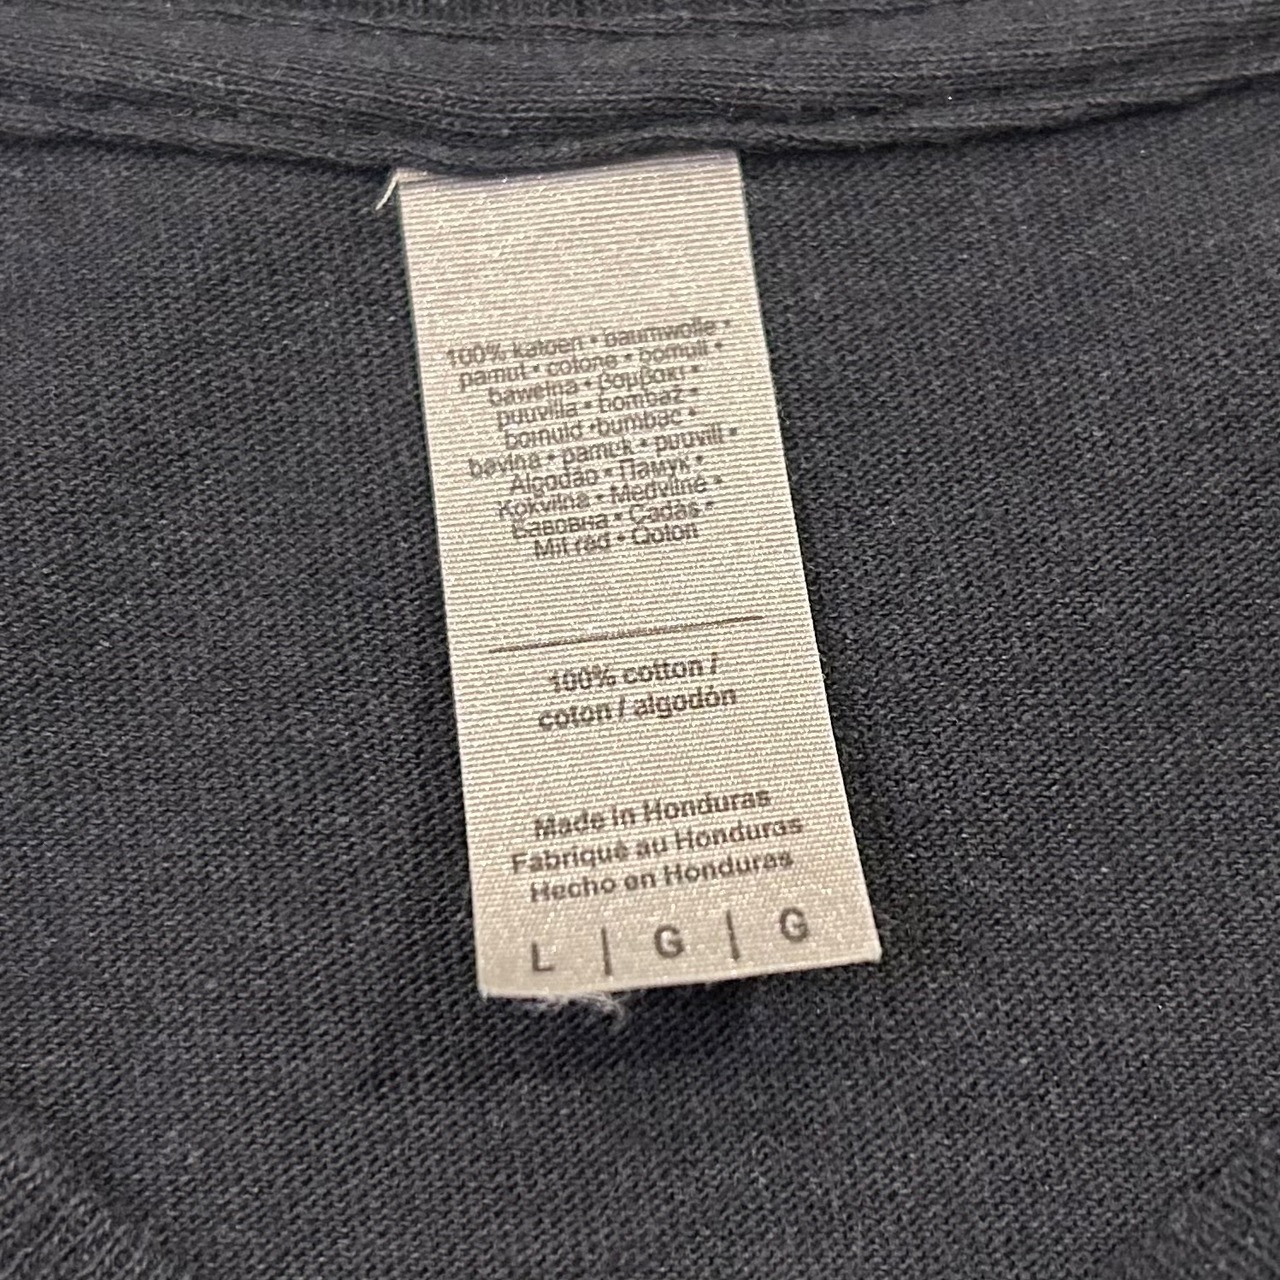 100% katoen • baumwolle •
pamut • cotone • bomull •
bawełna • βαμβάκι •
puuvilla • bombaž •
bomuld •bumbac •
bavlna • pamuk • puuvill •
Algodão • Памук •
Kokvilna • Medvilnė •
Бавовна • Cadás •
Mit rad • Qoton
100% cotton /
coton / algodón
Made in Honduras
Fabriqué au Honduras
Hecho en Honduras
L | G | G